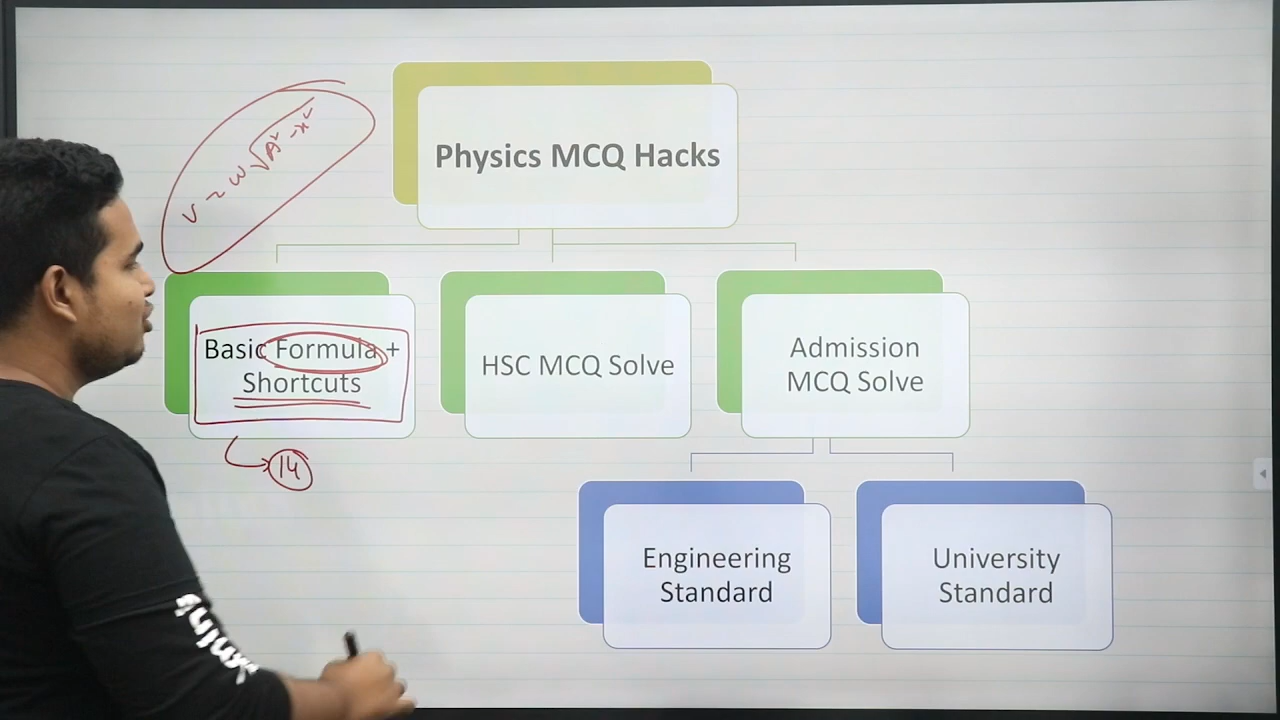 v = ω√A² - x²
Physics MCQ Hacks
Basic Formula +
Shortcuts
14
HSC MCQ Solve
Admission
MCQ Solve
Engineering
Standard
University
Standard